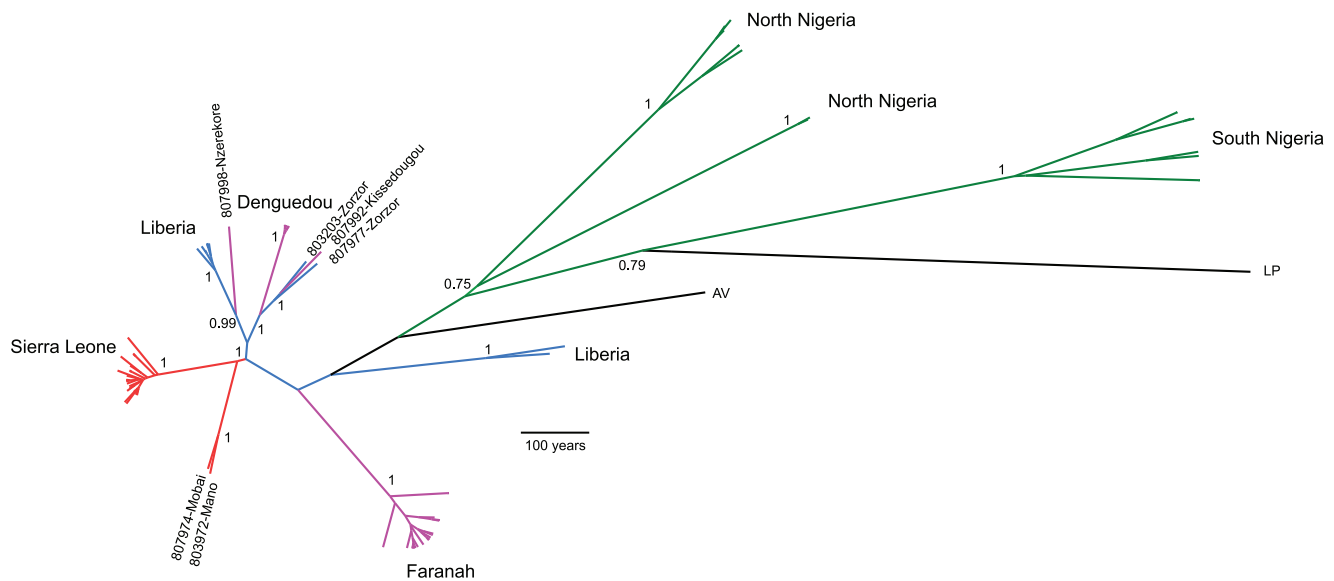 North Nigeria
1
North Nigeria
1
South Nigeria
1
807998-Nzerekore
Denguedou
803203-Zorzor
807992-Kissedougou
807977-Zorzor
Liberia
1
1
1
0.99
1
0.75
0.79
LP
AV
Sierra Leone
1
1
1
Liberia
100 years
1
1
807974-Mobai
803972-Mano
Faranah